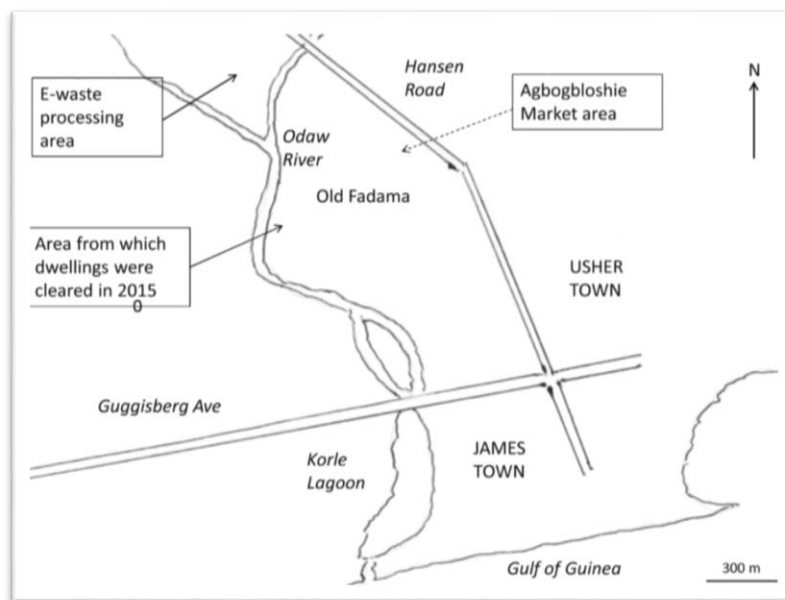 Hansen
Road
N
E-waste
processing
area
Agbogbloshie
Market area
Odaw
River
Old Fadama
Area from which
dwellings were
cleared in 2015
0
USHER
TOWN
Guggisberg Ave
Korle
Lagoon
JAMES
TOWN
Gulf of Guinea
300 m